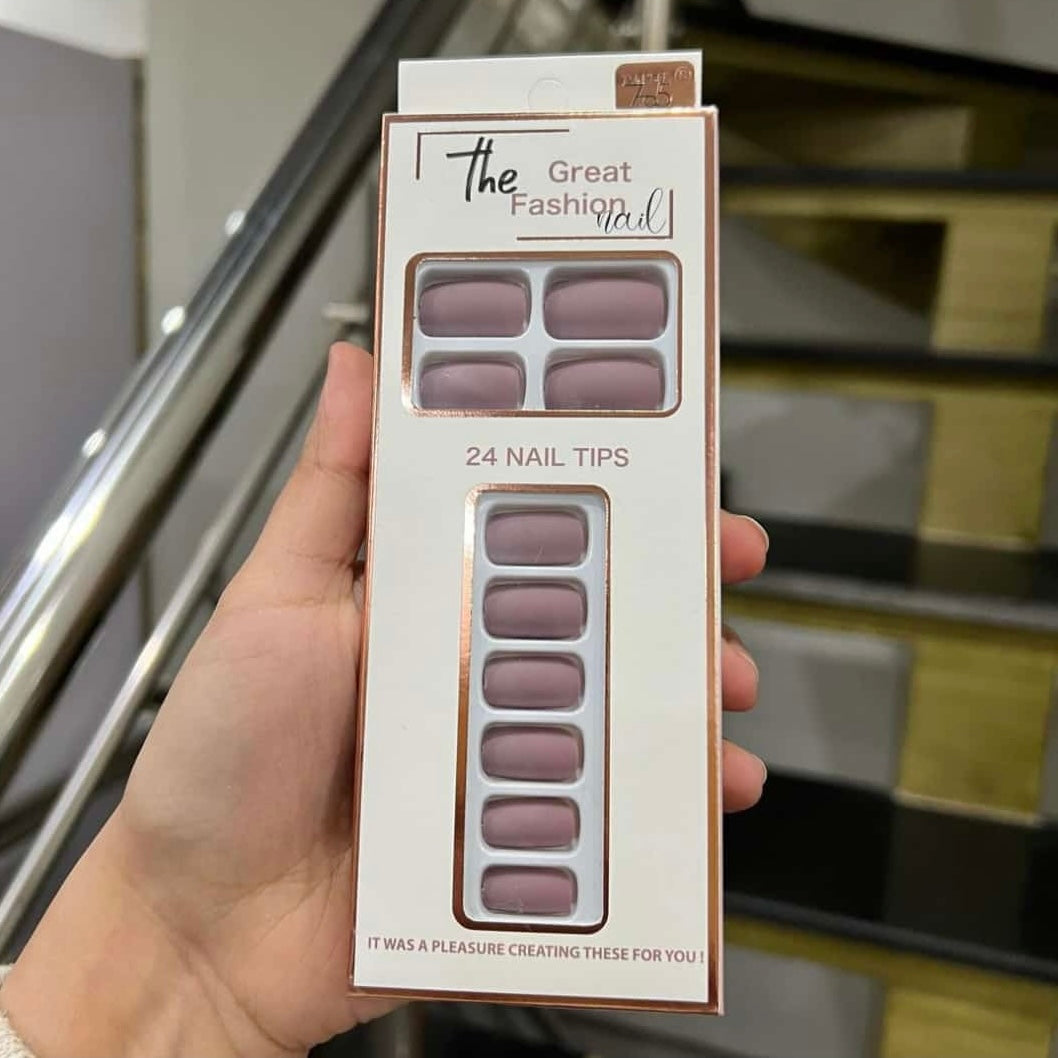 The Great
Fashion nail
24 NAIL TIPS
IT WAS A PLEASURE CREATING THESE FOR YOU !